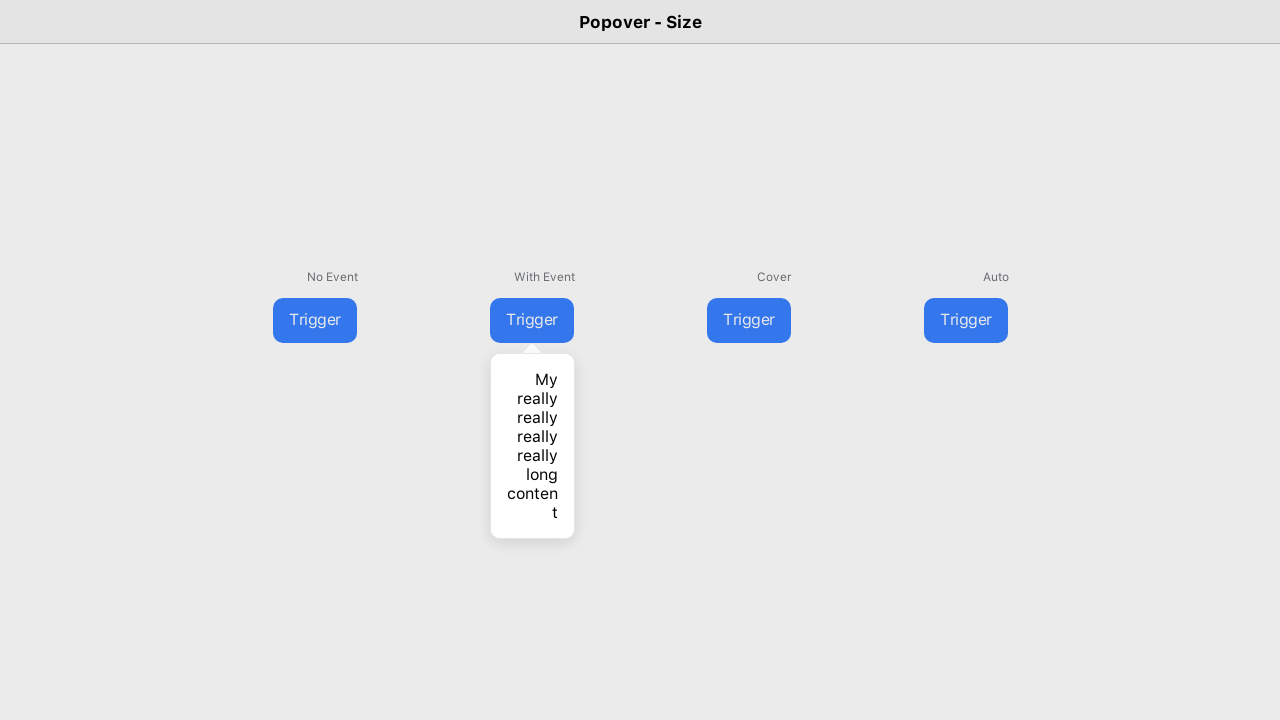 Popover - Size
No Event
With Event
Cover
Auto
Trigger
Trigger
Trigger
Trigger
My
really
really
really
really
long
conten
t